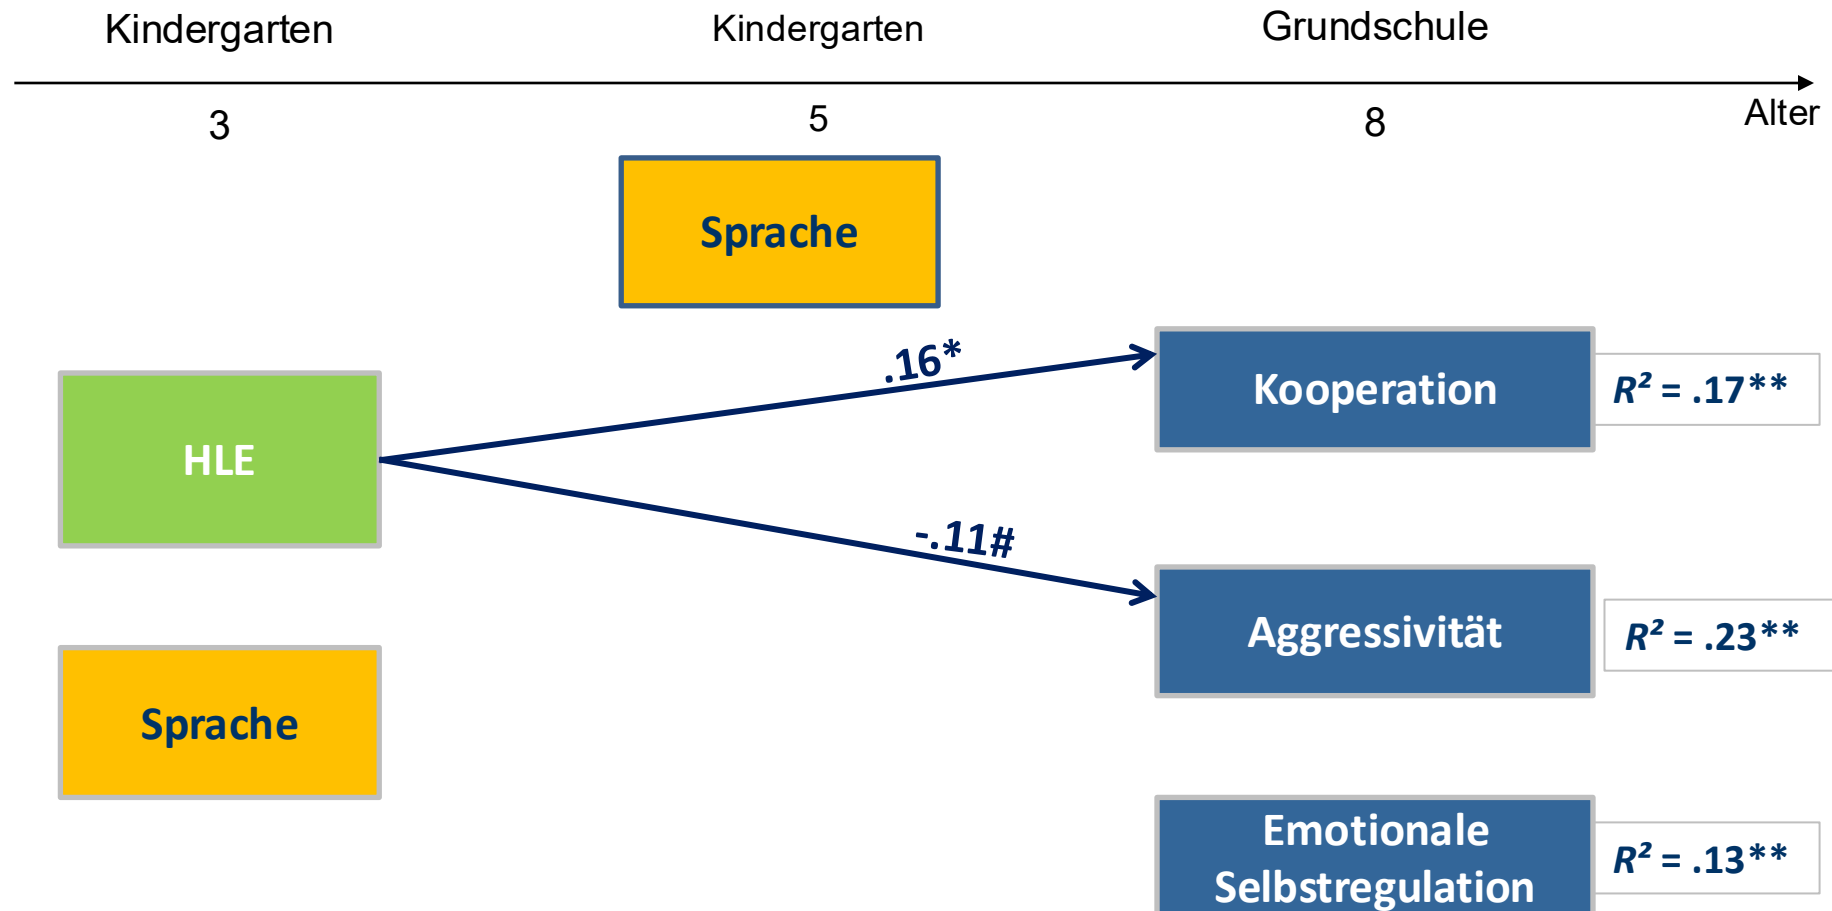 Kindergarten
Kindergarten
Grundschule
3
5
8
Alter
Sprache
.16*
Kooperation
R² = .17**
HLE
-.11#
Aggressivität
R² = .23**
Sprache
Emotionale
Selbstregulation
R² = .13**